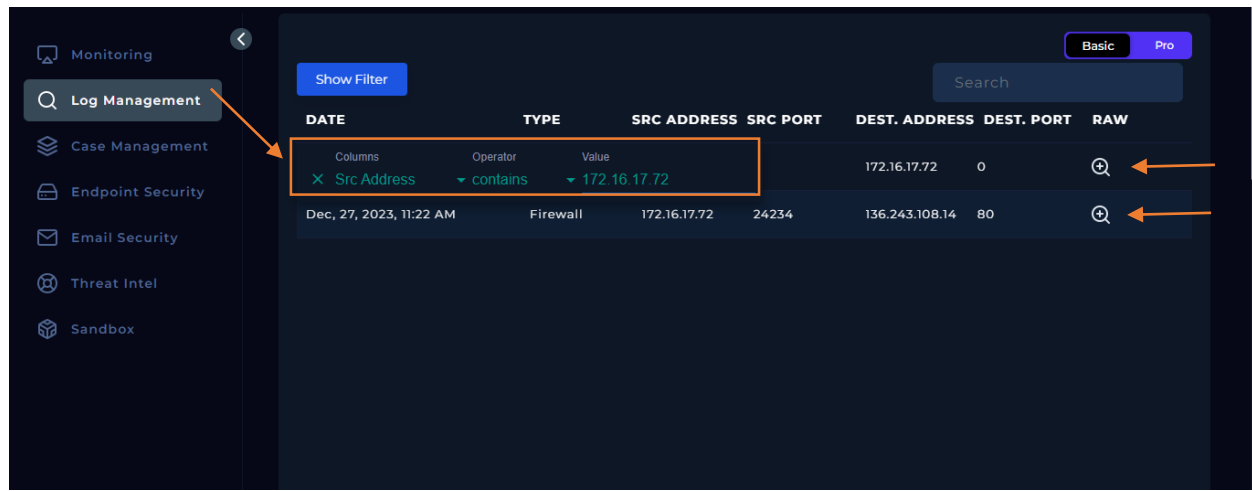 Monitoring
Log Management
Case Management
Endpoint Security
Email Security
Threat Intel
Sandbox
Basic Pro
Show Filter
Search
DATE TYPE SRC ADDRESS SRC PORT DEST. ADDRESS DEST. PORT RAW
Columns Operator Value
Src Address contains 172.16.17.72
172.16.17.72 0
Dec, 27, 2023, 11:22 AM Firewall 172.16.17.72 24234 136.243.108.14 80